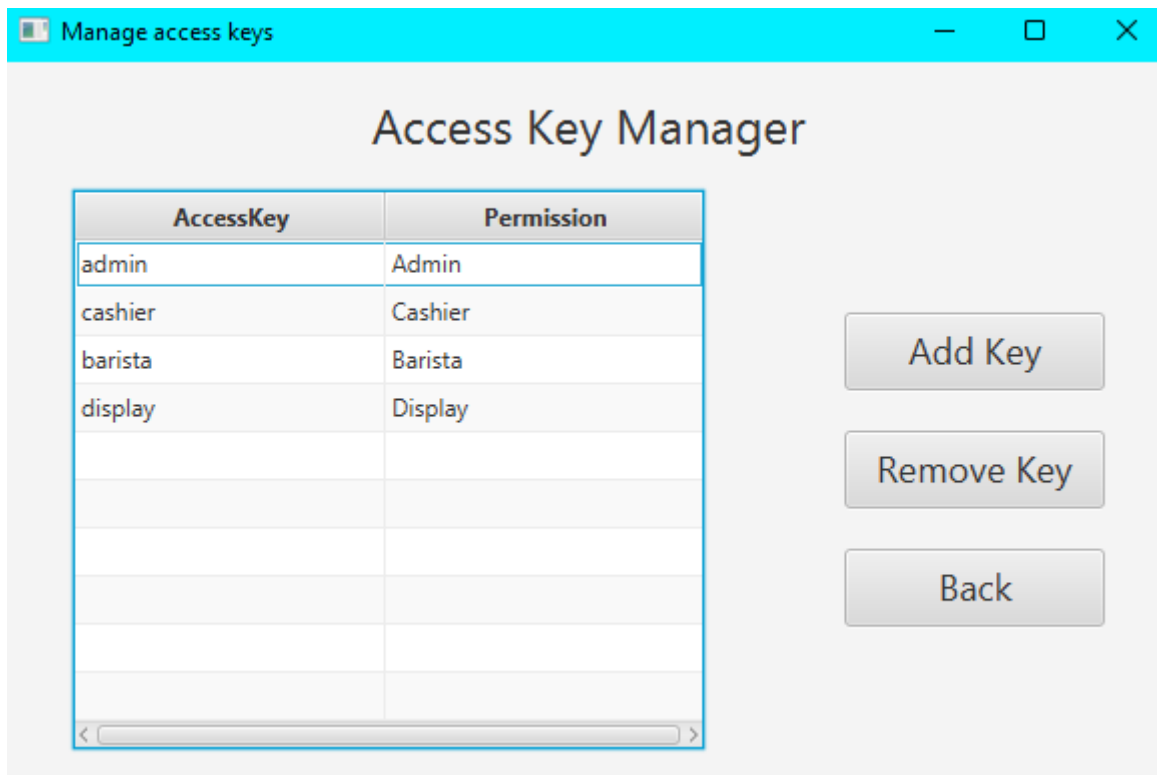 Manage access keys
Access Key Manager
AccessKey Permission
admin Admin
cashier Cashier
barista Barista
display Display
Add Key
Remove Key
Back